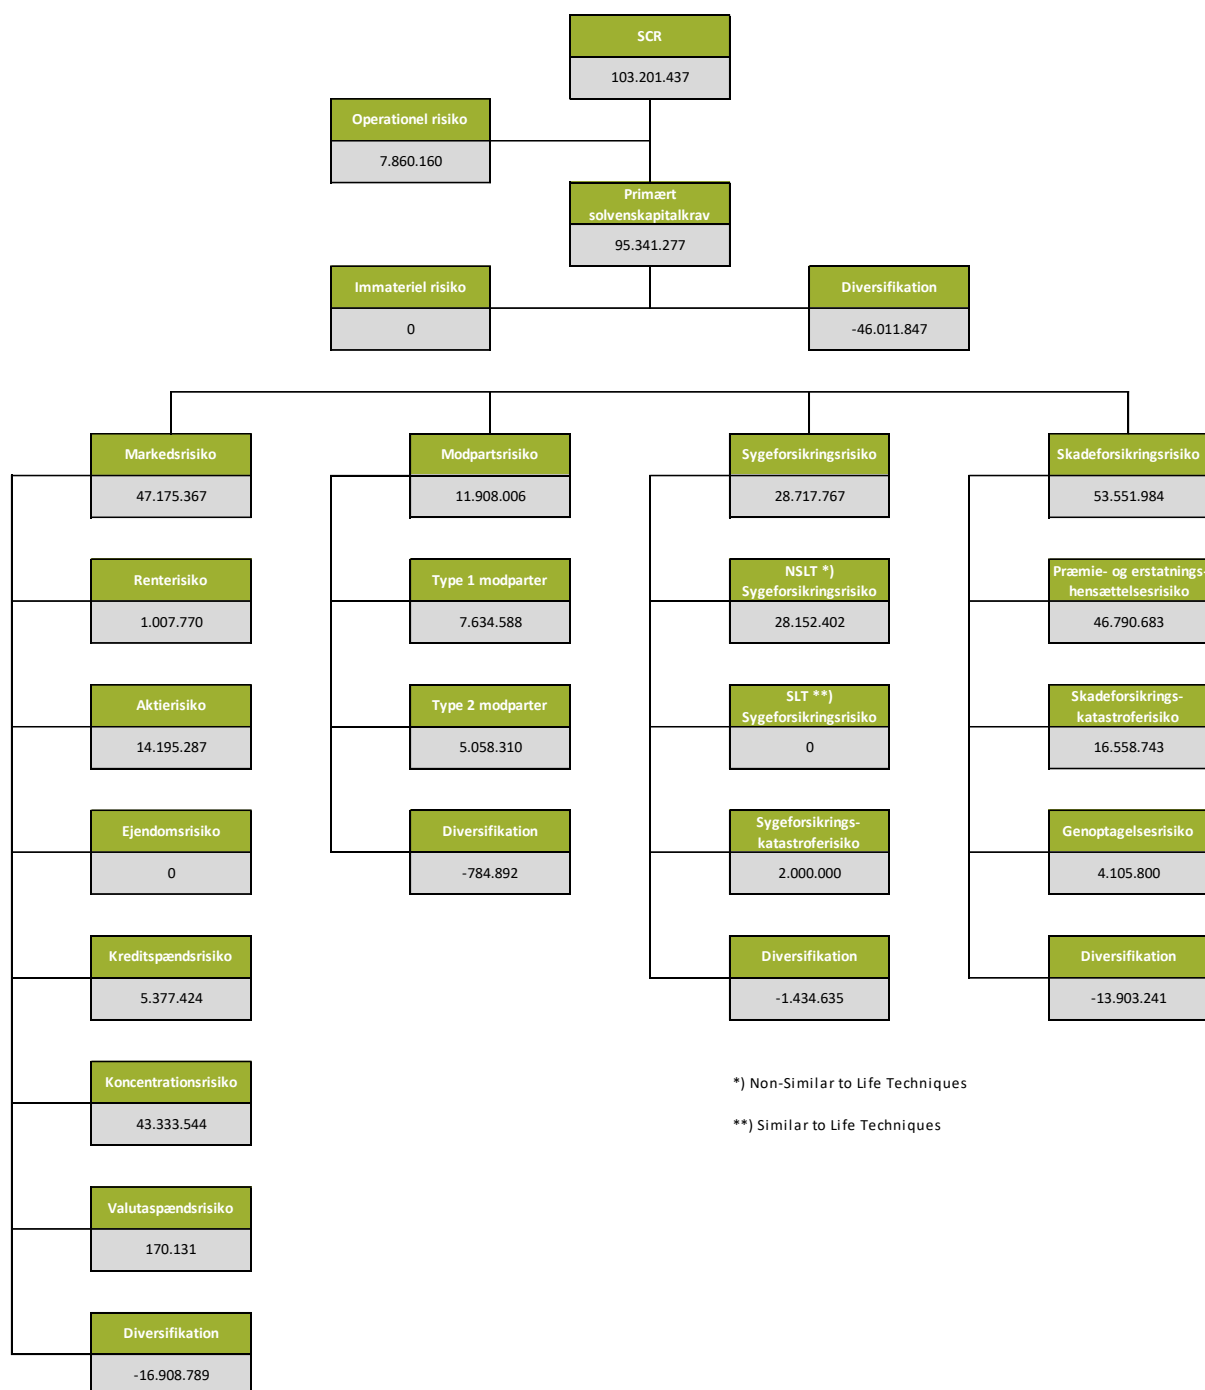 SCR
103.201.437
Operationel risiko
7.860.160
Primært
solvenskapitalkrav
95.341.277
Immateriel risiko
0
Diversifikation
-46.011.847
Markedsrisiko
47.175.367
Renterisiko
1.007.770
Aktierisiko
14.195.287
Ejendomsrisiko
0
Kreditspændsrisiko
5.377.424
Koncentrationsrisiko
43.333.544
Valutaspændsrisiko
170.131
Diversifikation
-16.908.789
Modpartsrisiko
11.908.006
Type 1 modparter
7.634.588
Type 2 modparter
5.058.310
Diversifikation
-784.892
Sygeforsikringsrisiko
28.717.767
NSLT *)
Sygeforsikringsrisiko
28.152.402
SLT **)
Sygeforsikringsrisiko
0
Sygeforsikrings-
katastroferisiko
2.000.000
Diversifikation
-1.434.635
Skadeforsikringsrisiko
53.551.984
Præmie- og erstatnings-
hensættelsesrisiko
46.790.683
Skadeforsikrings-
katastroferisiko
16.558.743
Genoptagelsesrisiko
4.105.800
Diversifikation
-13.903.241
*) Non-Similar to Life Techniques
**) Similar to Life Techniques